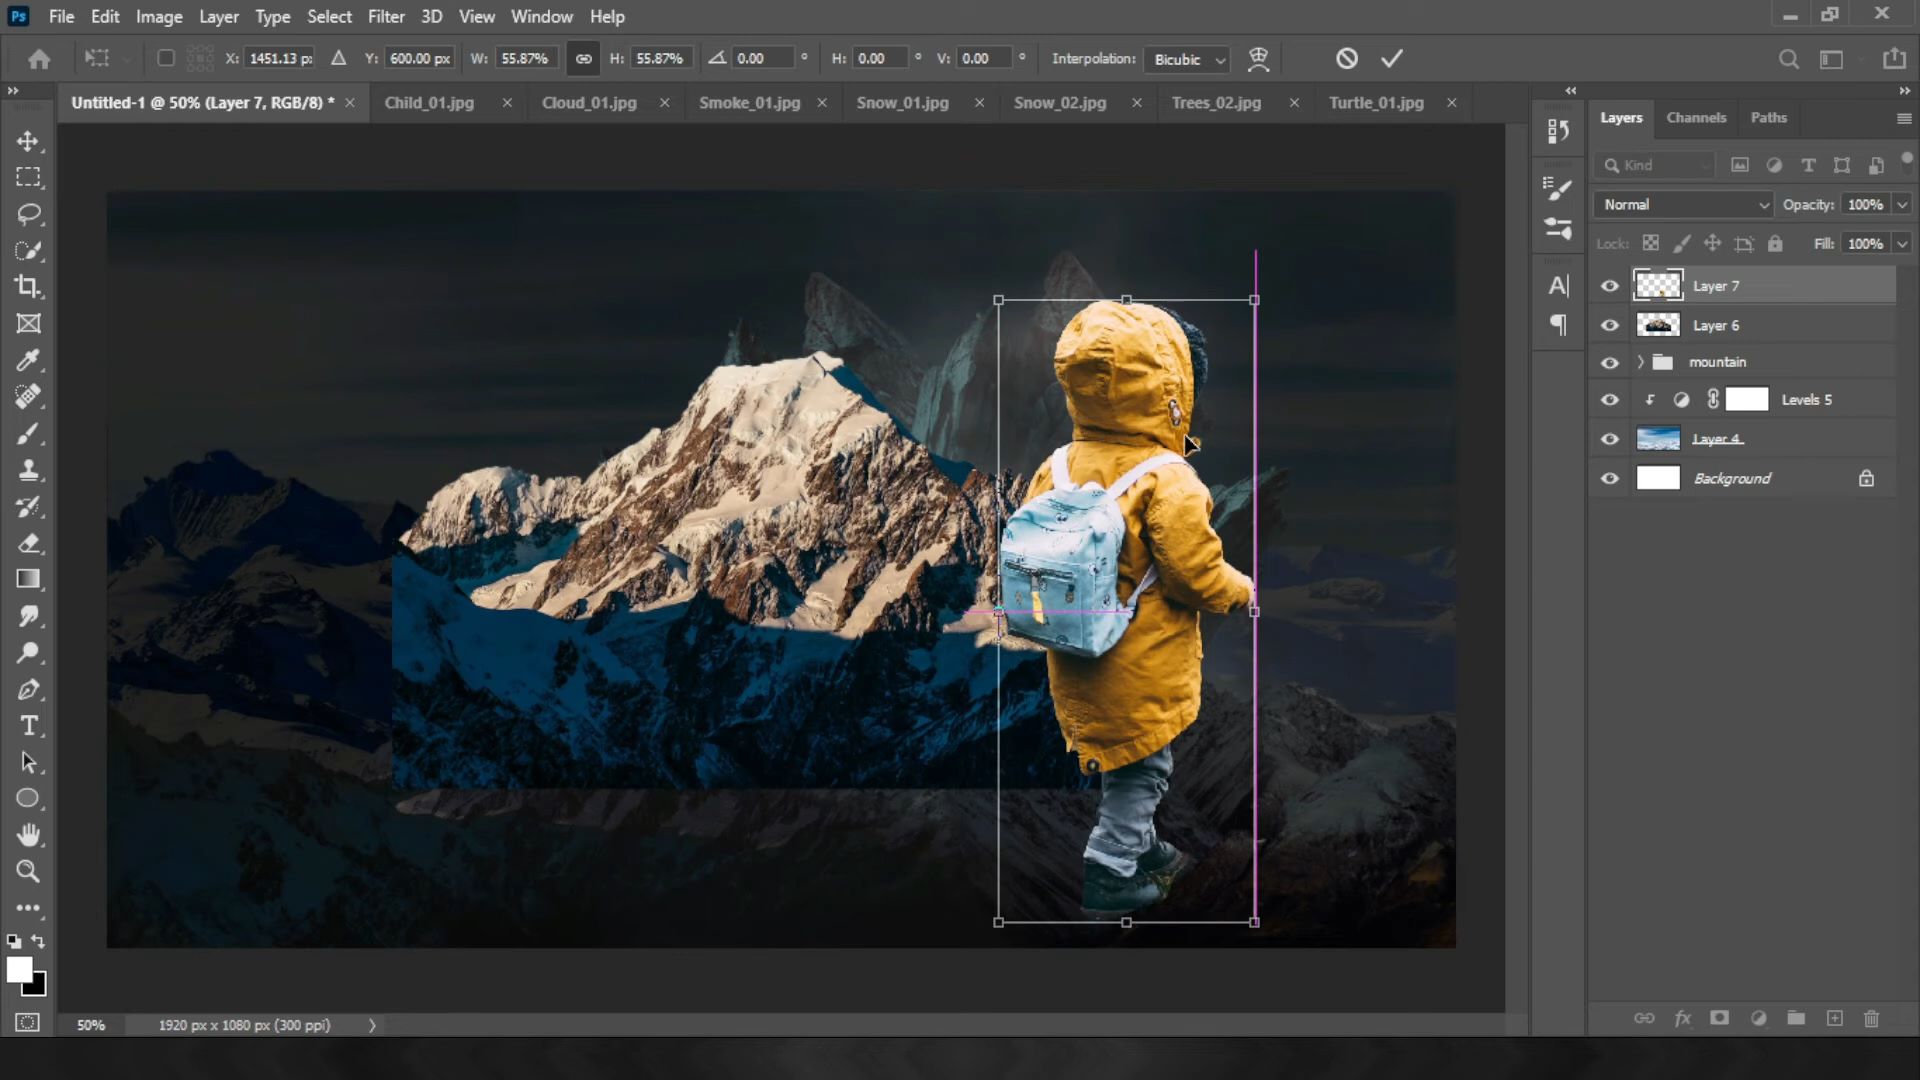 Ps File Edit Image Layer Type Select Filter 3D View Window Help
X: 1451.13 p Y: 600.00 px W: 55.87% H: 55.87% 0.00 ° H: 0.00 ° V: 0.00 ° Interpolation: Bicubic
Untitled-1 @ 50% (Layer 7, RGB/8) * × Child_01.jpg × Cloud_01.jpg × Smoke_01.jpg × Snow_01.jpg × Snow_02.jpg × Trees_02.jpg × Turtle_01.jpg ×
Layers Channels Paths
Kind
Normal Opacity: 100%
Lock: Fill: 100%
Layer 7
Layer 6
mountain
Levels 5
Layer 4
Background
50% 1920 px x 1080 px (300 ppi)